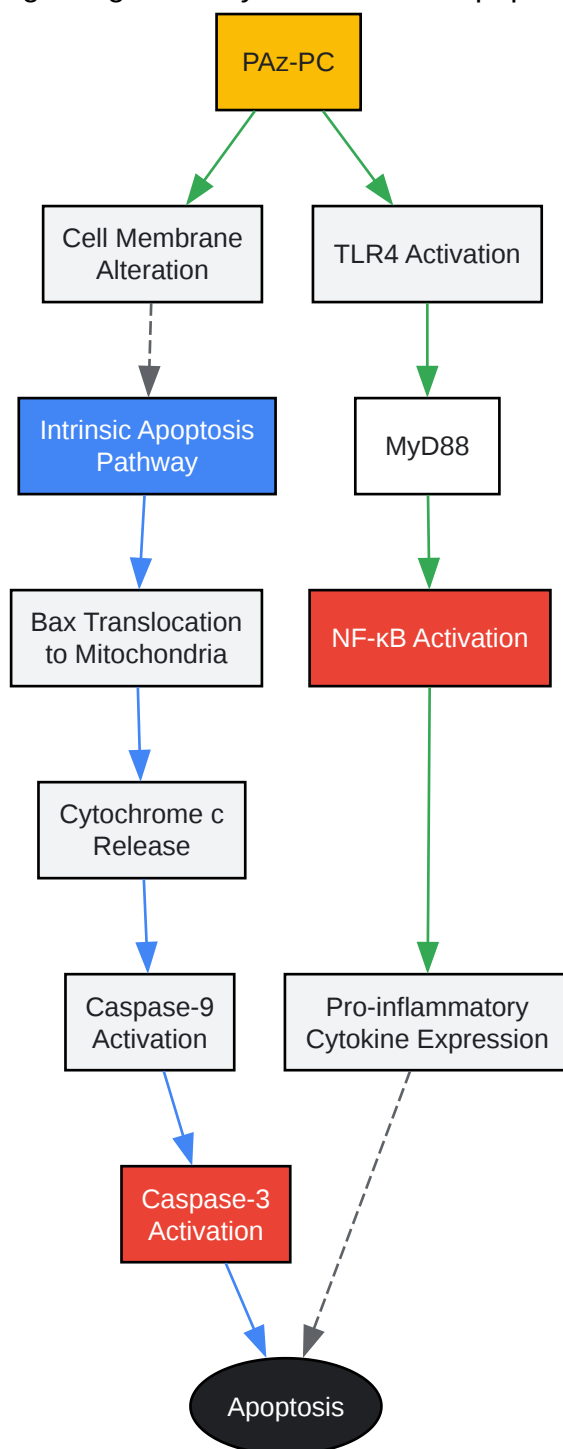 PAz-PC
Cell Membrane
Alteration
TLR4 Activation
Intrinsic Apoptosis
Pathway
MyD88
Bax Translocation
to Mitochondria
NF-κB Activation
Cytochrome c
Release
Caspase-9
Activation
Pro-inflammatory
Cytokine Expression
Caspase-3
Activation
Apoptosis